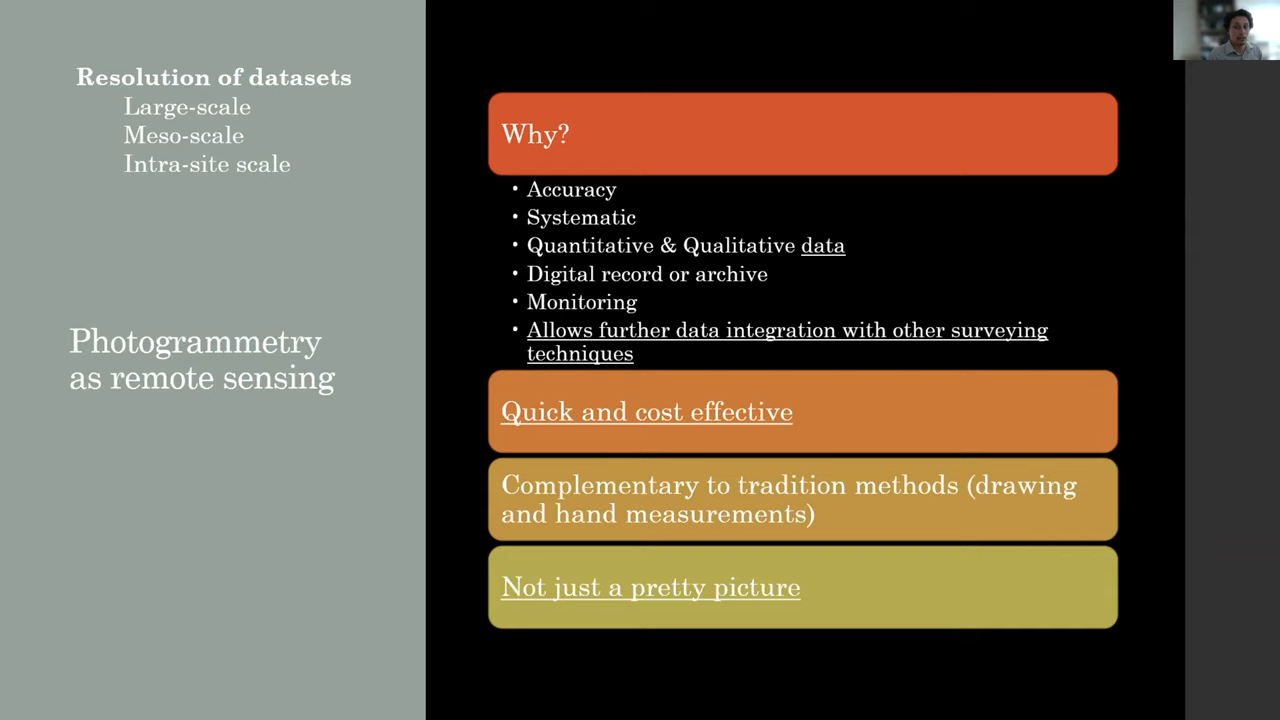 Resolution of datasets
Large-scale
Meso-scale
Intra-site scale
Photogrammetry
as remote sensing
Why?
• Accuracy
• Systematic
• Quantitative & Qualitative data
• Digital record or archive
• Monitoring
• Allows further data integration with other surveying
techniques
Quick and cost effective
Complementary to tradition methods (drawing
and hand measurements)
Not just a pretty picture